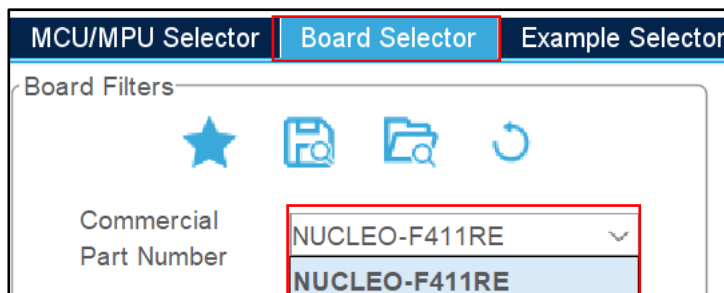 MCU/MPU Selector Board Selector Example Selector
Board Filters
Commercial
Part Number
NUCLEO-F411RE
NUCLEO-F411RE